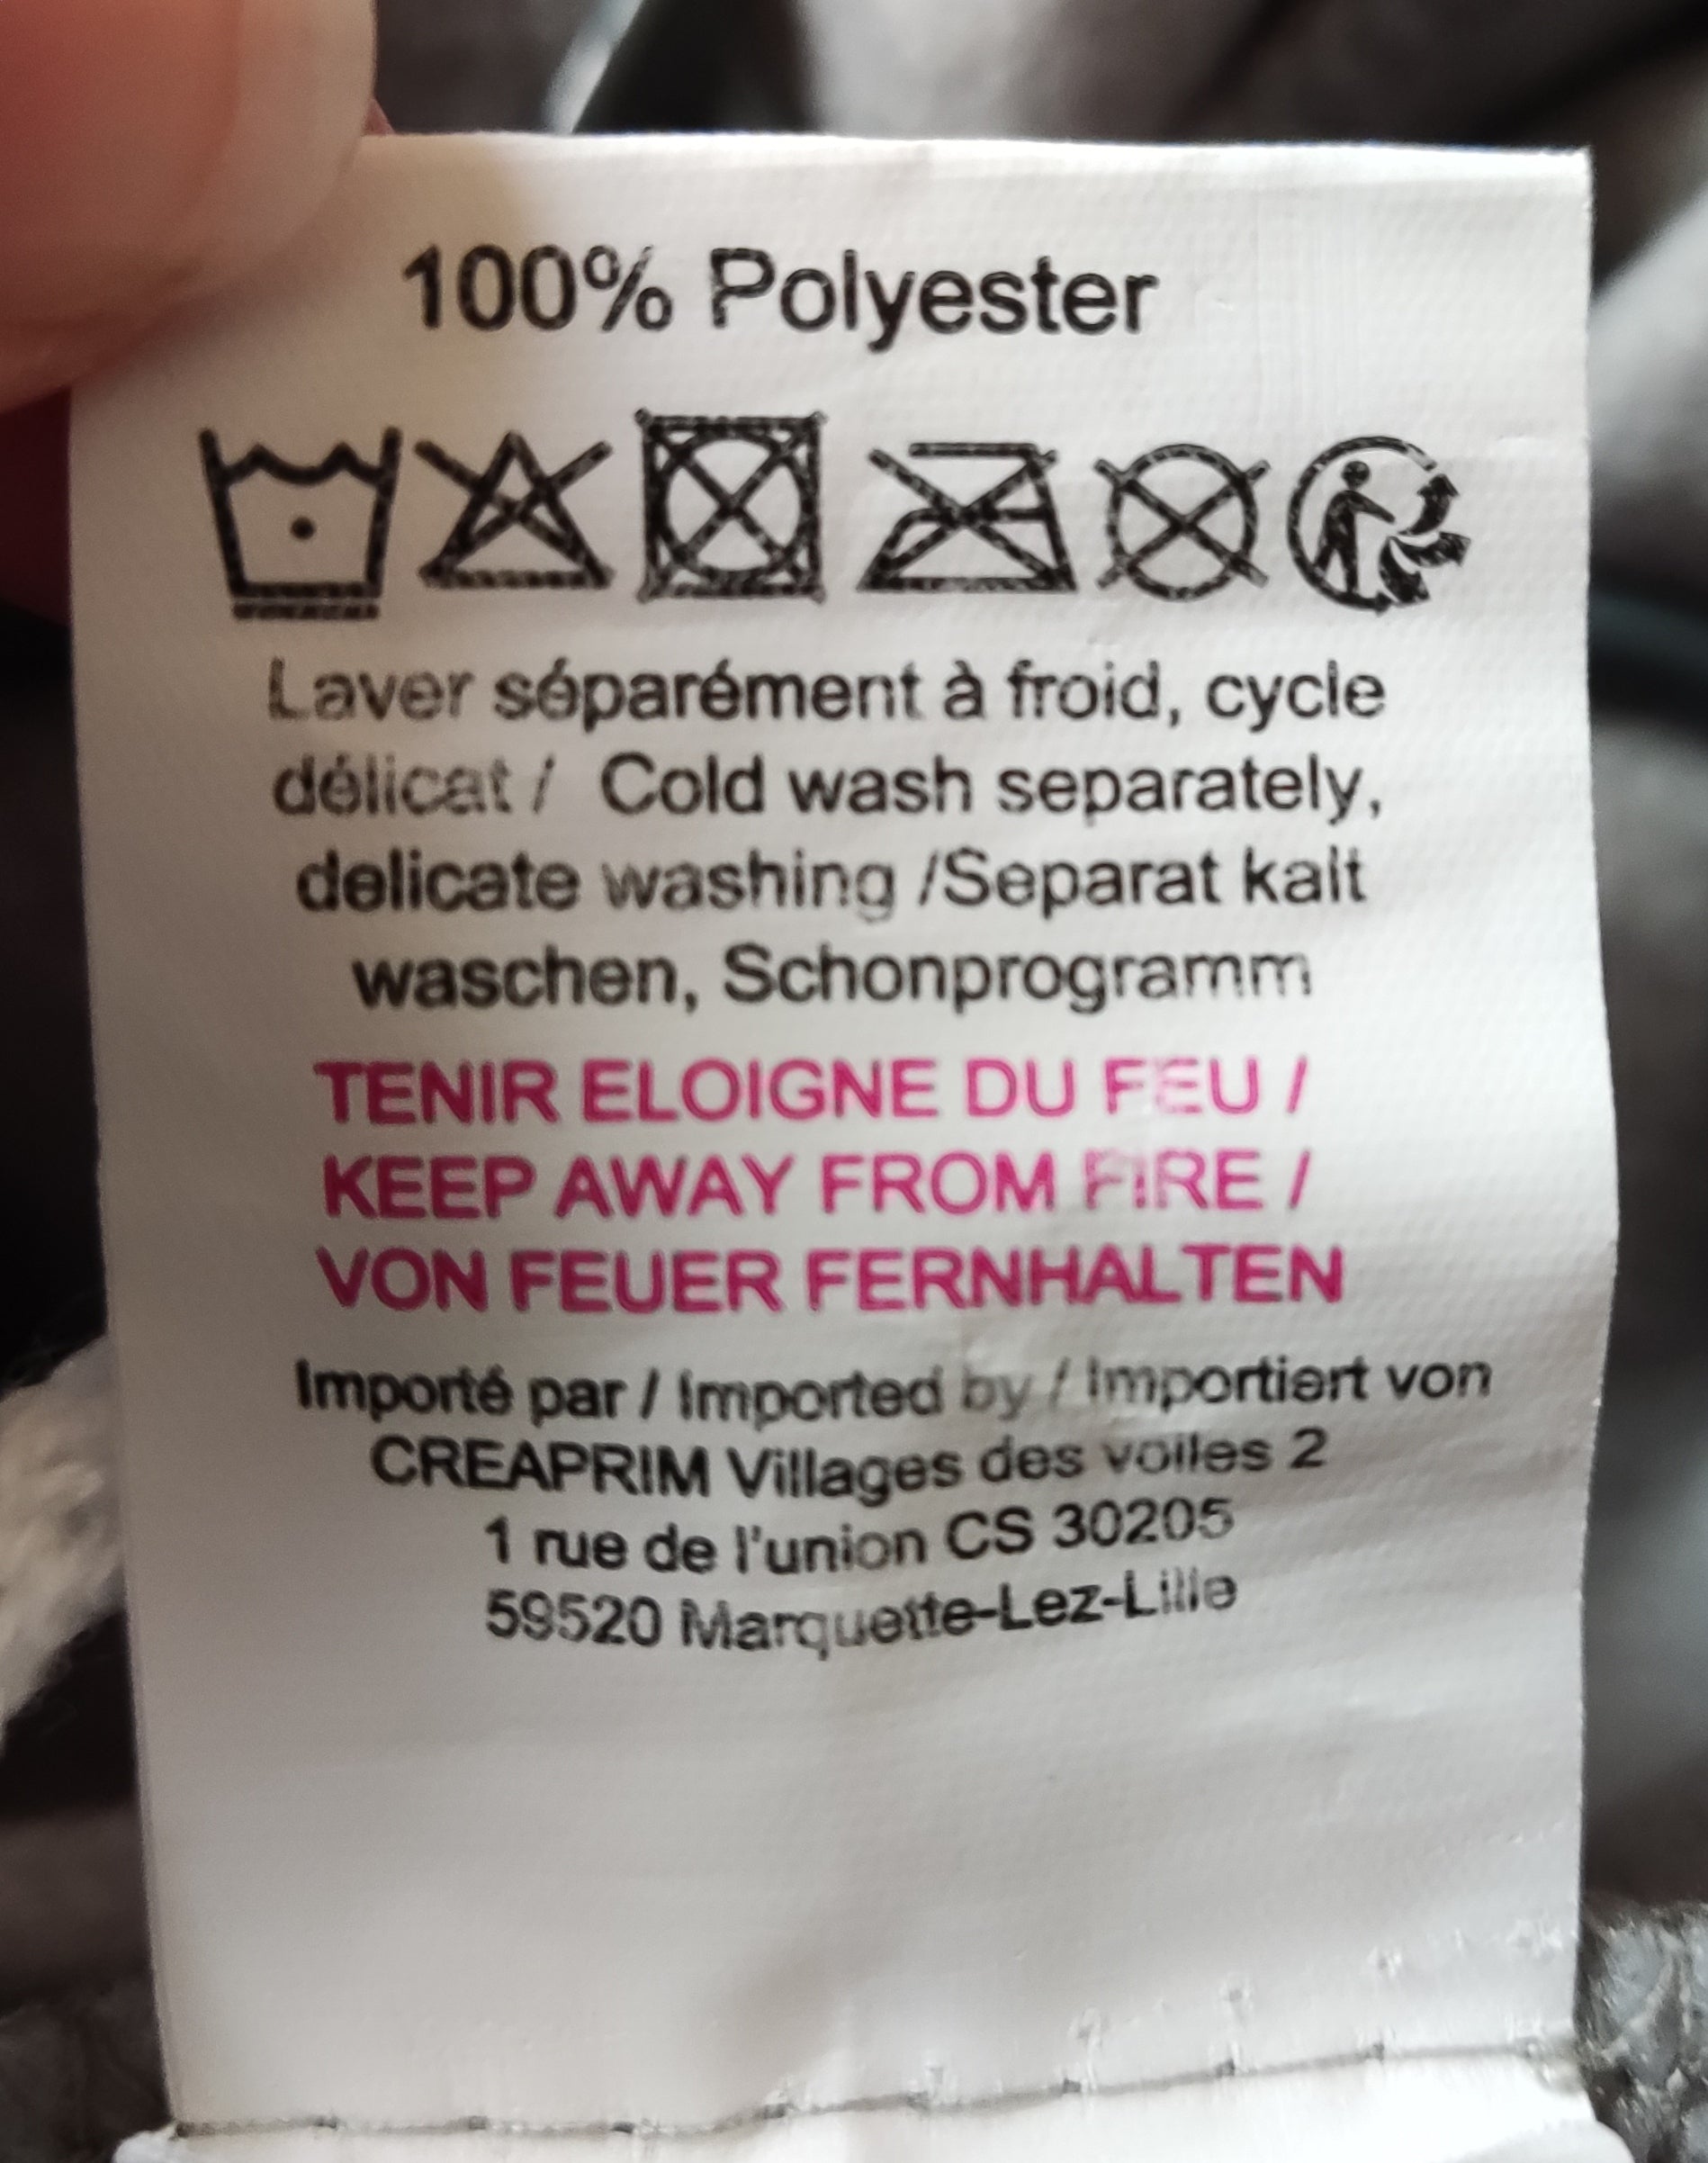 100% Polyester
Laver séparément à froid, cycle
délicat / Cold wash separately,
delicate washing /Separat kalt
waschen, Schonprogramm
TENIR ELOIGNE DU FEU /
KEEP AWAY FROM FIRE /
VON FEUER FERNHALTEN
Importé par / Imported by / Importiert von
CREAPRIM Villages des voiles 2
1 rue de l'union CS 30205
59520 Marquette-Lez-Lille